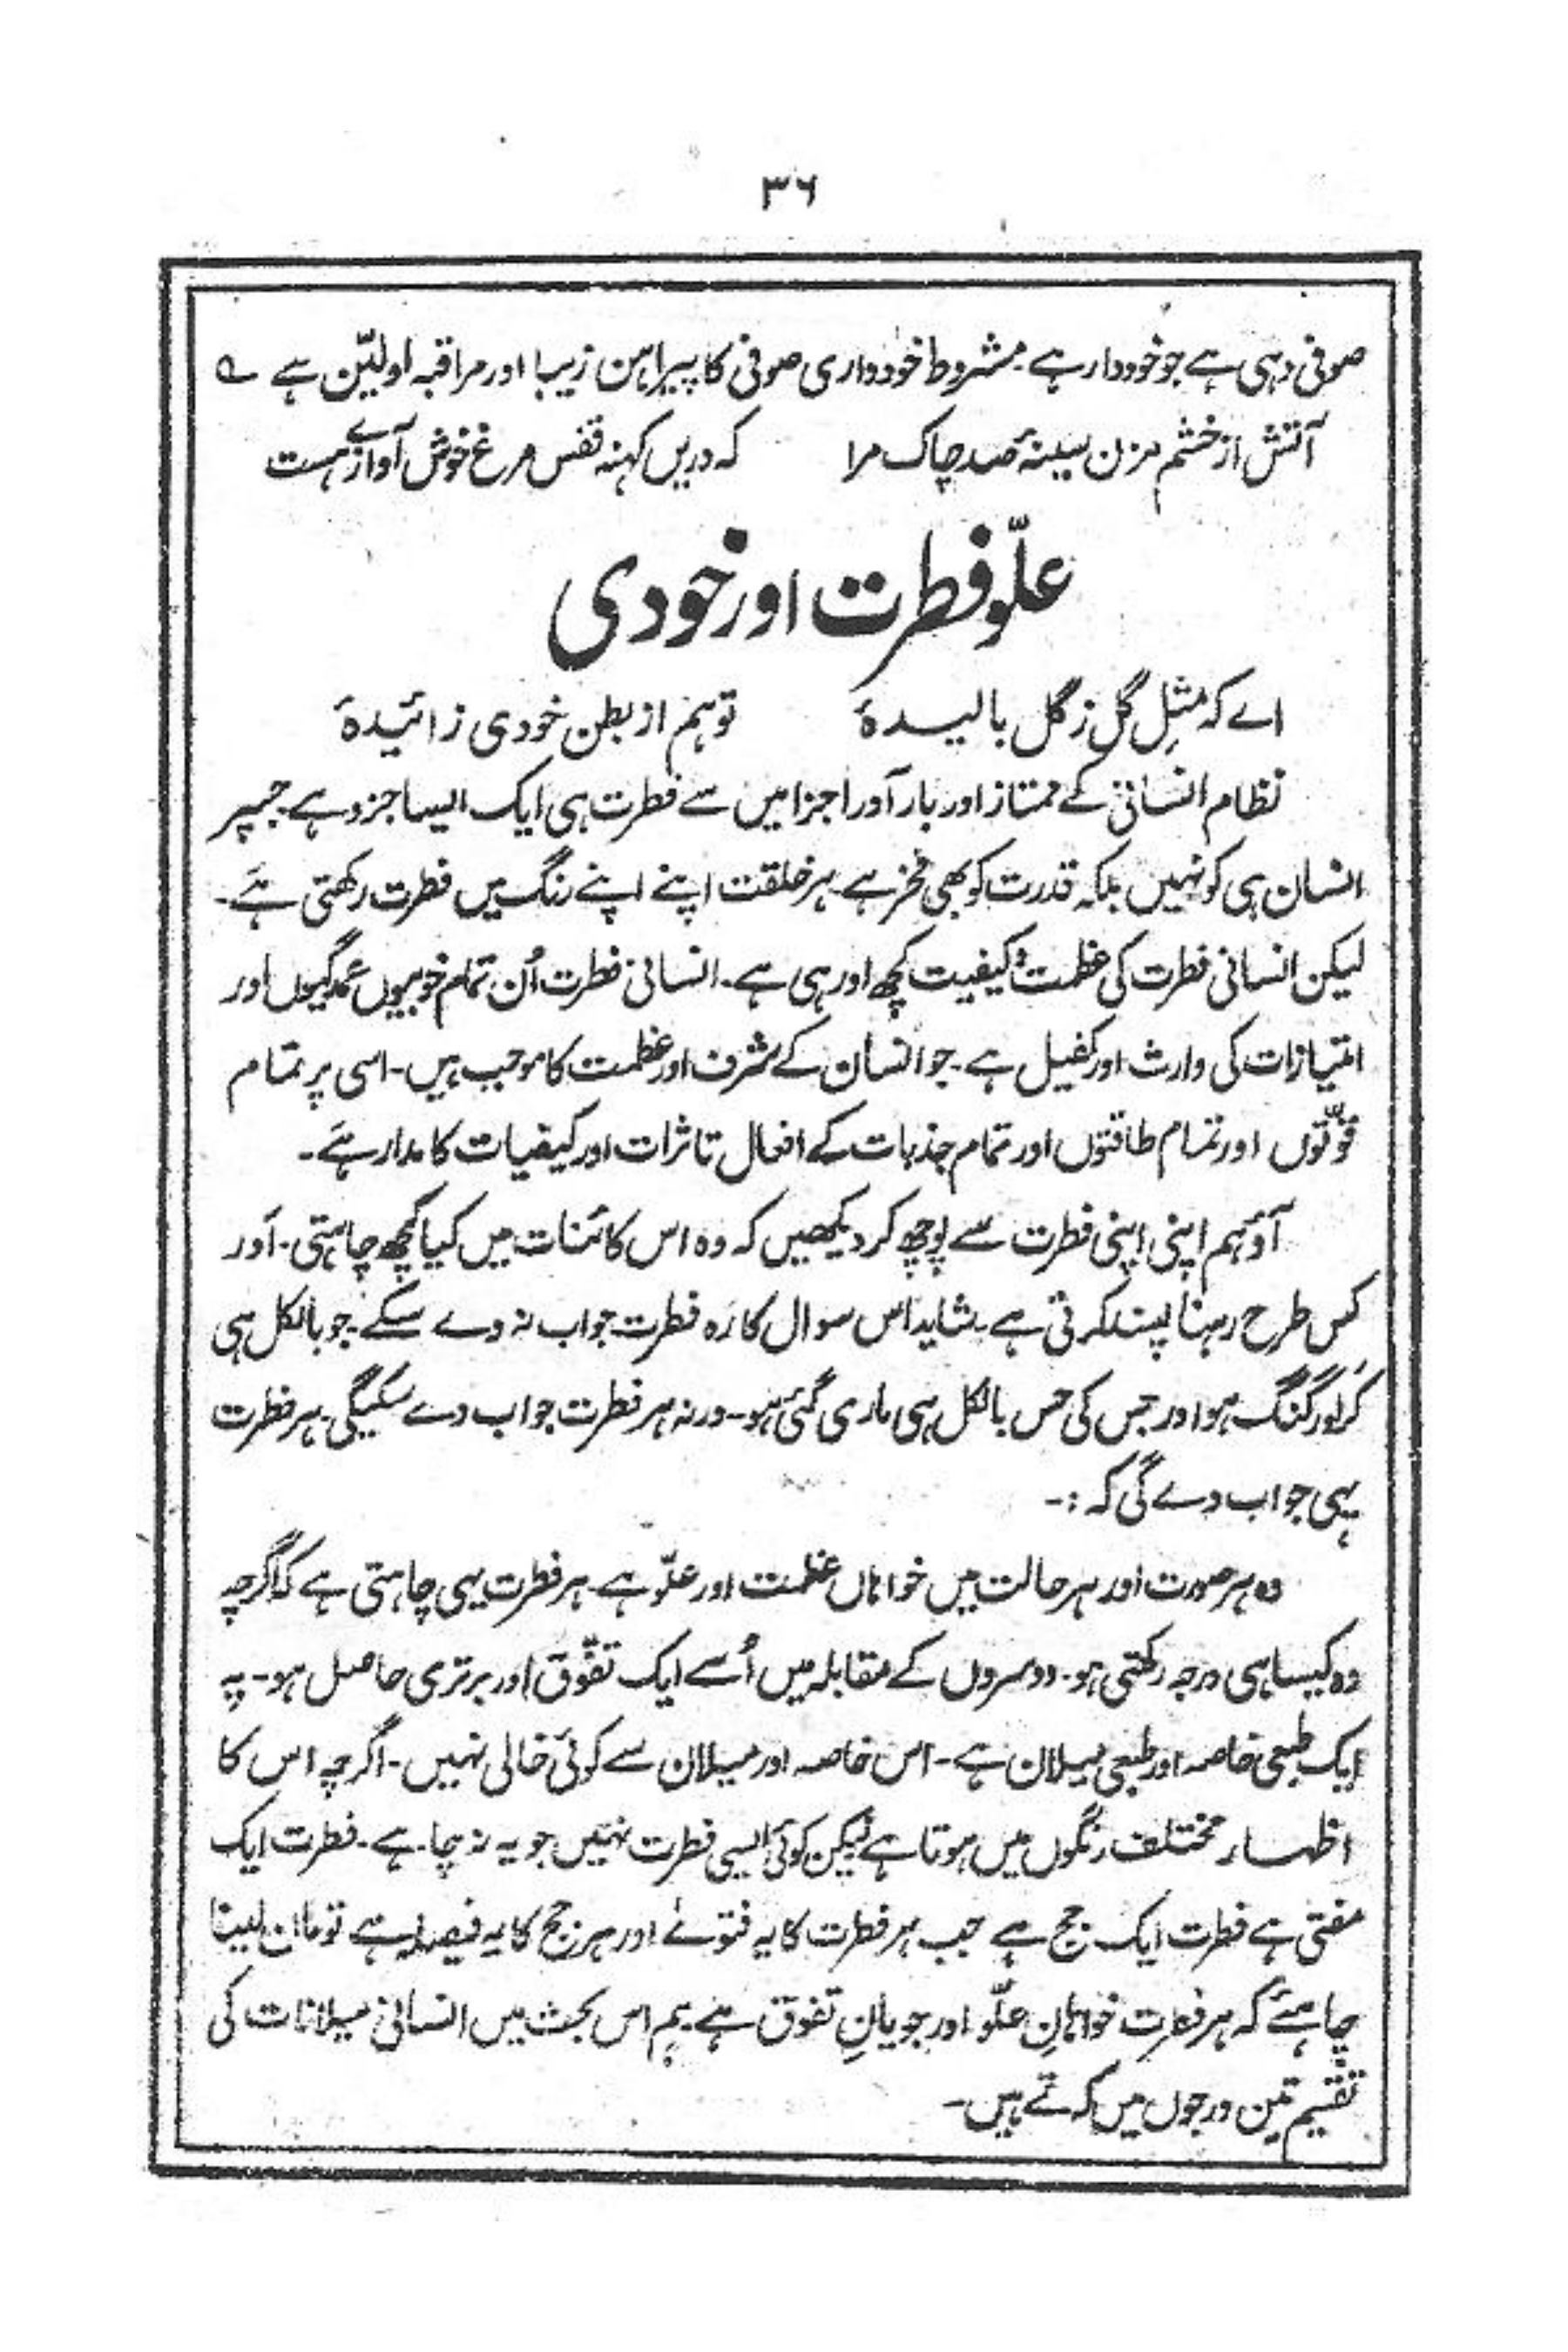 ۳۶
صوفی وہی ہے جو خوددار ہے۔ مشروط خودداری صوفی کا پیراہن زیبا اور مراقبہ اولیّن ہے ؎
آتش از خشم مزن سینۂ صد چاک مرا کہ دریں کہنہ قفس مرغ خوش آوازے ہست
علّو فطرت اور خودی
اے کہ مثلِ گل ز گل بالیدۂ تو ہم از بطن خودی زائیدۂ
نظام انسانی کے ممتاز اور بار آور اجزا میں سے فطرت ہی ایک ایسا جزو ہے۔ جسپر
انسان ہی کو نہیں بلکہ قدرت کو بھی فخر ہے۔ ہر خلقت اپنے اپنے رنگ میں فطرت رکھتی ہے۔
لیکن انسانی فطرت کی عظمت کیفیت کچھ اور ہی ہے۔ انسانی فطرت اُن تمام خوبیوں عمدگیوں اور
امتیازات کی وارث اور کفیل ہے۔ جو انسان کے شرف اور عظمت کا موجب ہیں۔ اسی پر تمام
قوّتوں اور تمام طاقتوں اور تمام جذبات کے افعال تاثرات اور کیفیات کا مدار ہے۔
آؤ ہم اپنی اپنی فطرت سے پوچھ کر دیکھیں کہ وہ اس کائنات میں کیا کچھ چاہتی۔ اور
کس طرح رہنا پسند کرتی ہے۔ شاید اس سوال کا وہ فطرت جواب نہ دے سکے۔ جو بالکل ہی
کَر اور گُنگ ہو اور جس کی حس بالکل ہی ماری گئی ہو۔ ورنہ ہر فطرت جواب دے سکیگی۔ ہر فطرت
یہی جواب دے گی کہ :۔
وہ ہر صورت اور ہر حالت میں خواہاں عظمت اور علّو ہے۔ ہر فطرت یہی چاہتی ہے کہ اگرچہ
وہ کیسا ہی درجہ رکھتی ہو۔ دوسروں کے مقابلہ میں اُسے ایک تفّوق اور برتری حاصل ہو۔ یہ
ایک طبعی خاصہ اور طبعی میلان ہے۔ اس خاصہ اور میلان سے کوئی خالی نہیں۔ اگرچہ اس کا
اظہار مختلف رنگوں میں ہوتا ہے لیکن کوئی ایسی فطرت نہیں جو یہ نہ چاہے۔ فطرت ایک
مفتی ہے فطرت ایک جج ہے جب ہر فطرت کا یہ فتوےٰ اور ہر جج کا یہ فیصلہ ہے تو مان لینا
چاہئے کہ ہر فطرت خواہانِ علّو اور جویانِ تفوق ہے۔ ہم اس بحث میں انسانی میلانات کی
تقسیم تین درجوں میں کرتے ہیں۔